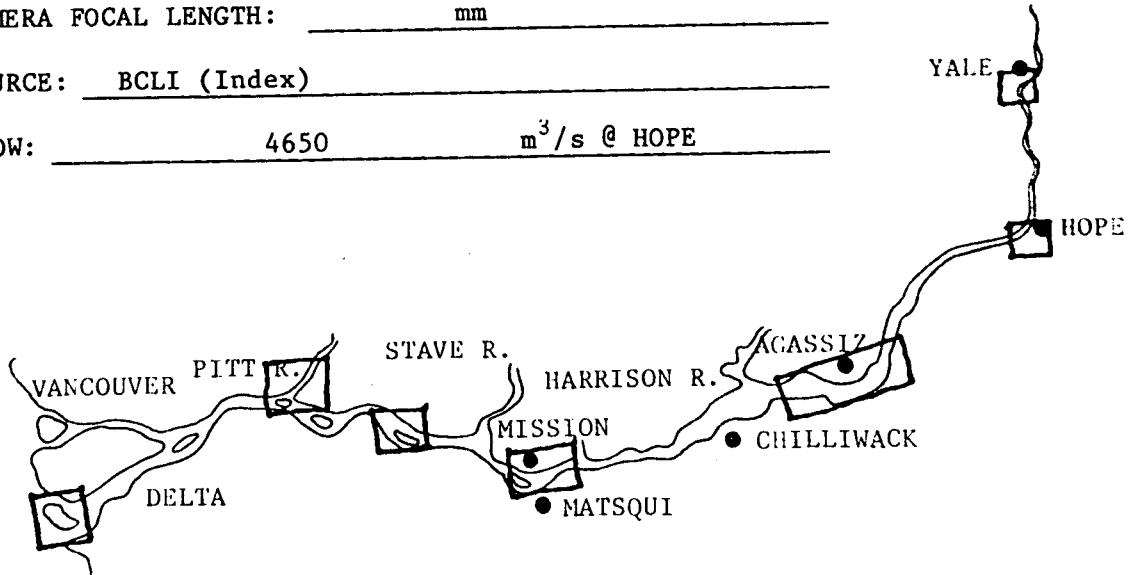 MERA FOCAL LENGTH: mm
URCE: BCLI (Index)
OW: 4650 m³/s @ HOPE
YALE
HOPE
AGASSIZ
STAVE R.
PITT R.
HARRISON R.
VANCOUVER
MISSION
CHILLIWACK
DELTA
MATSQUI